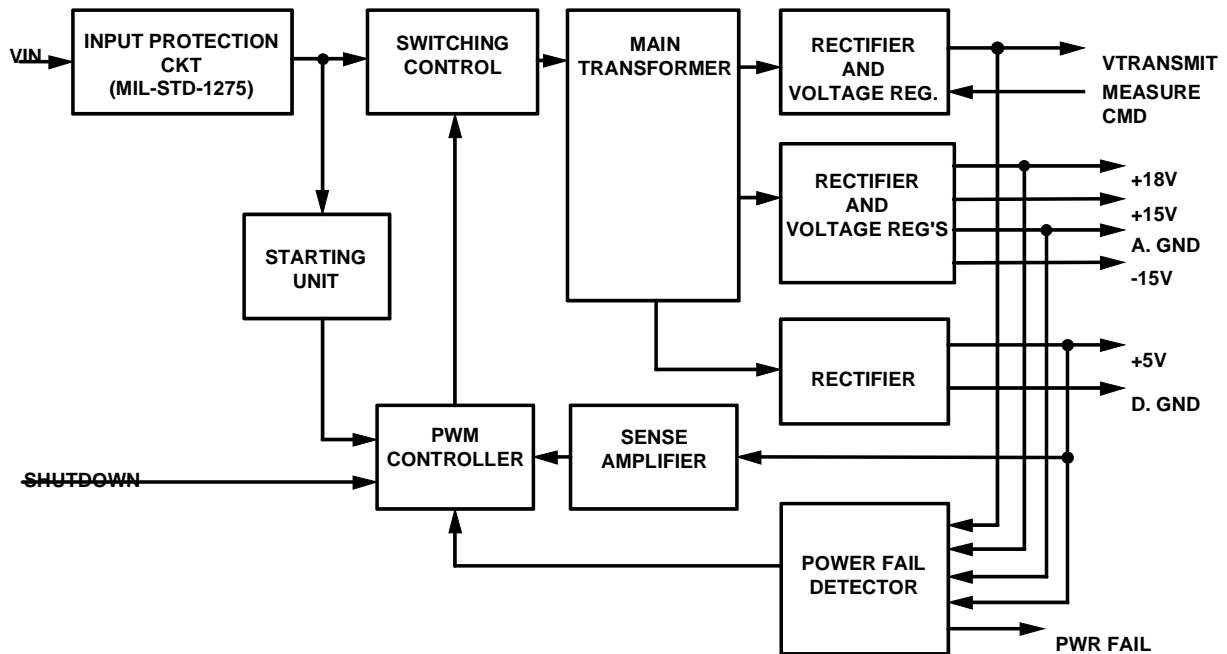 VIN
INPUT PROTECTION
CKT
(MIL-STD-1275)
SWITCHING
CONTROL
MAIN
TRANSFORMER
RECTIFIER
AND
VOLTAGE REG.
VTRANSMIT
MEASURE
CMD
RECTIFIER
AND
VOLTAGE REG'S
+18V
+15V
A. GND
-15V
STARTING
UNIT
RECTIFIER
+5V
D. GND
PWM
CONTROLLER
SENSE
AMPLIFIER
SHUTDOWN
POWER FAIL
DETECTOR
PWR FAIL